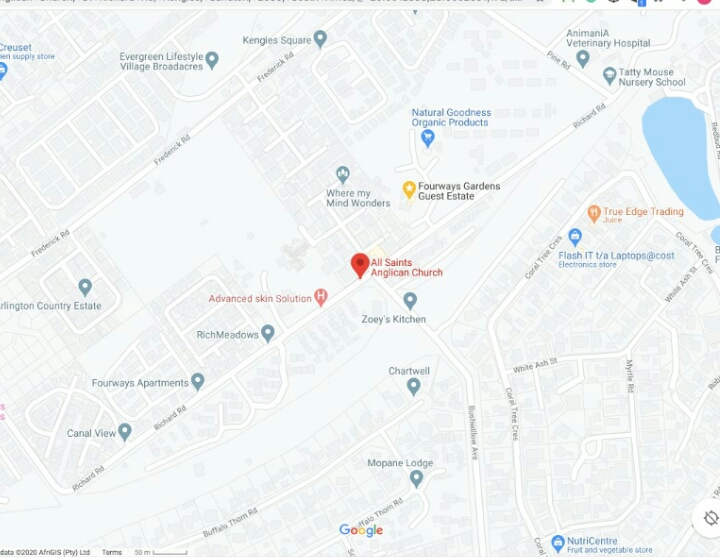 Kengies Square
Frederick Rd
Evergreen Lifestyle
Village Broadacres
AnimaniA
Veterinary Hospital
Pine Rd
Tatty Mouse
Nursery School
Creuset
supply store
Natural Goodness
Organic Products
Richard Rd
Redbud Rd
Frederick Rd
Where my
Mind Wonders
Fourways Gardens
Guest Estate
True Edge Trading
Juice
Frederick Rd
Flash IT t/a Laptops@cost
Electronics store
Coral Tree Cres
Coral Tree Cres
All Saints
Anglican Church
White Ash St
Advanced skin Solution
arlington Country Estate
Zoey's Kitchen
RichMeadows
Chartwell
White Ash St
Myrtle Rd
Fourways Apartments
Coral Tree Cres
Bushwillow Ave
Richard Rd
Canal View
Mopane Lodge
Richard Rd
Buffalo Thorn Rd
Buffalo Thorn Rd
Google
NutriCentre
Fruit and vegetable store
data ©2020 AfriGIS (Pty) Ltd Terms 50 m